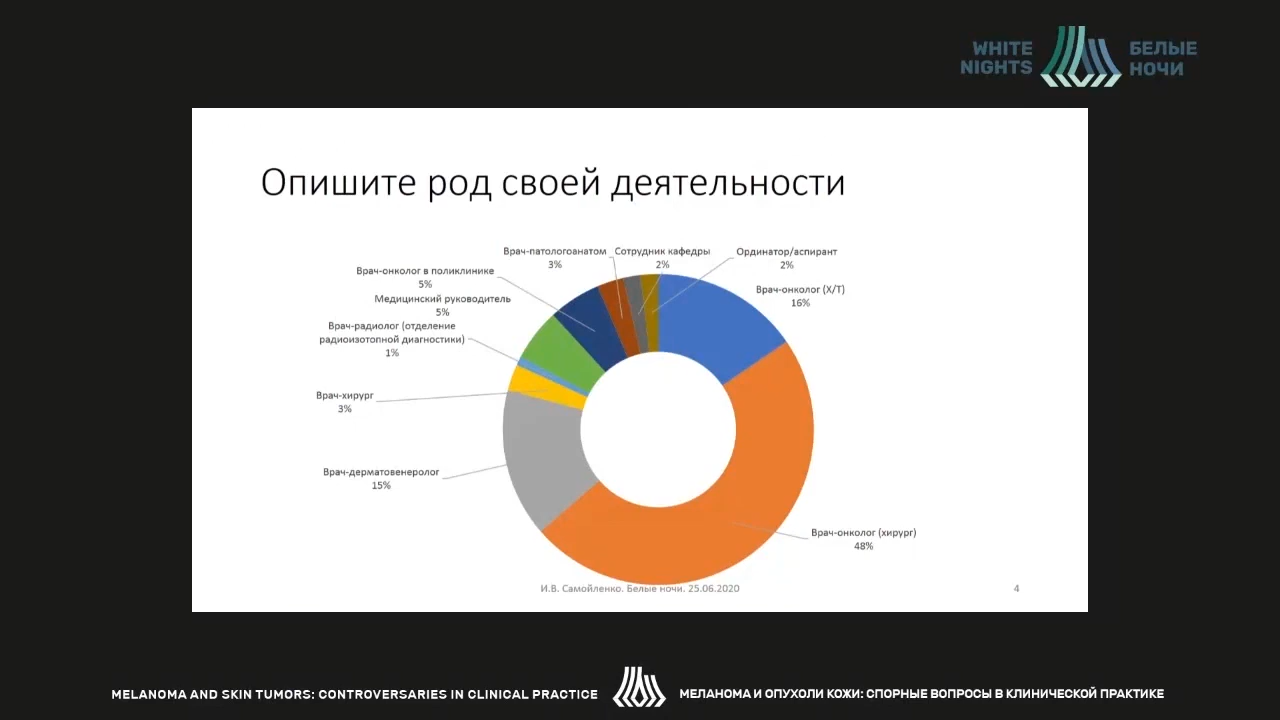 WHITE
NIGHTS
БЕЛЫЕ
НОЧИ
Опишите род своей деятельности
Врач-патологоанатом
3%
Сотрудник кафедры
2%
Ординатор/аспирант
2%
Врач-онколог в поликлинике
5%
Врач-онколог (Х/Т)
16%
Медицинский руководитель
5%
Врач-радиолог (отделение
радиоизотопной диагностики)
1%
Врач-хирург
3%
Врач-дерматовенеролог
15%
Врач-онколог (хирург)
48%
И.В. Самойленко. Белые ночи. 25.06.2020
4
MELANOMA AND SKIN TUMORS: CONTROVERSARIES IN CLINICAL PRACTICE
МЕЛАНОМА И ОПУХОЛИ КОЖИ: СПОРНЫЕ ВОПРОСЫ В КЛИНИЧЕСКОЙ ПРАКТИКЕ